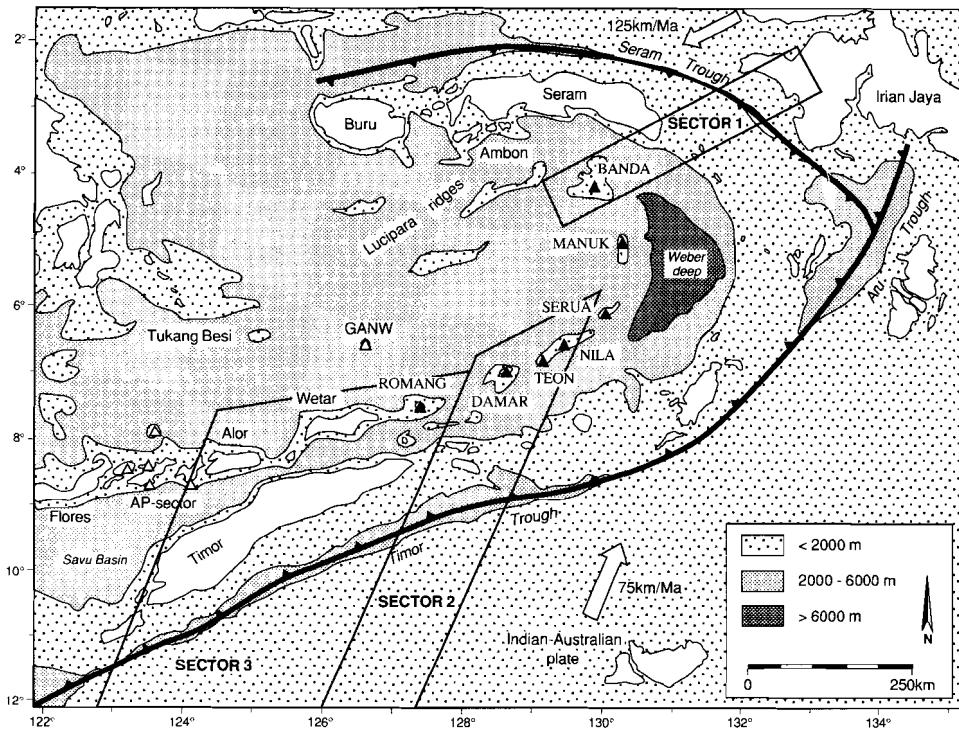 2°
4°
6°
8°
10°
12°
122°
124°
126°
128°
130°
132°
134°
125km/Ma
Seram
Trough
Seram
Irian Jaya
Buru
SECTOR 1
Ambon
BANDA
Lucipara ridges
MANUK
Weber
deep
Aru Trough
SERUA
Tukang Besi
GANW
NILA
ROMANG
TEON
Wetar
DAMAR
Alor
AP-sector
Flores
Timor
Trough
Timor
Savu Basin
75km/Ma
SECTOR 2
Indian-Australian
plate
SECTOR 3
< 2000 m
2000 - 6000 m
> 6000 m
N
0
250km